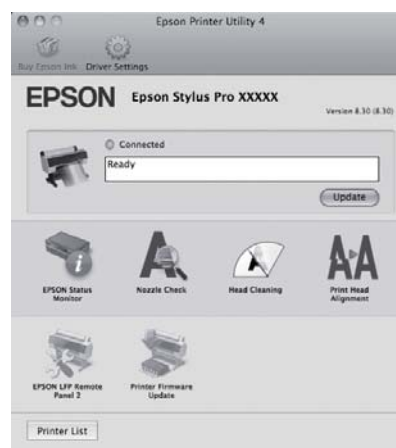 Epson Printer Utility 4
Buy Epson Ink Driver Settings
EPSON Epson Stylus Pro XXXXX
Version 8.30 (8.30)
Connected
Ready
Update
EPSON Status Monitor
Nozzle Check
Head Cleaning
Print Head Alignment
EPSON LFP Remote Panel 2
Printer Firmware Update
Printer List